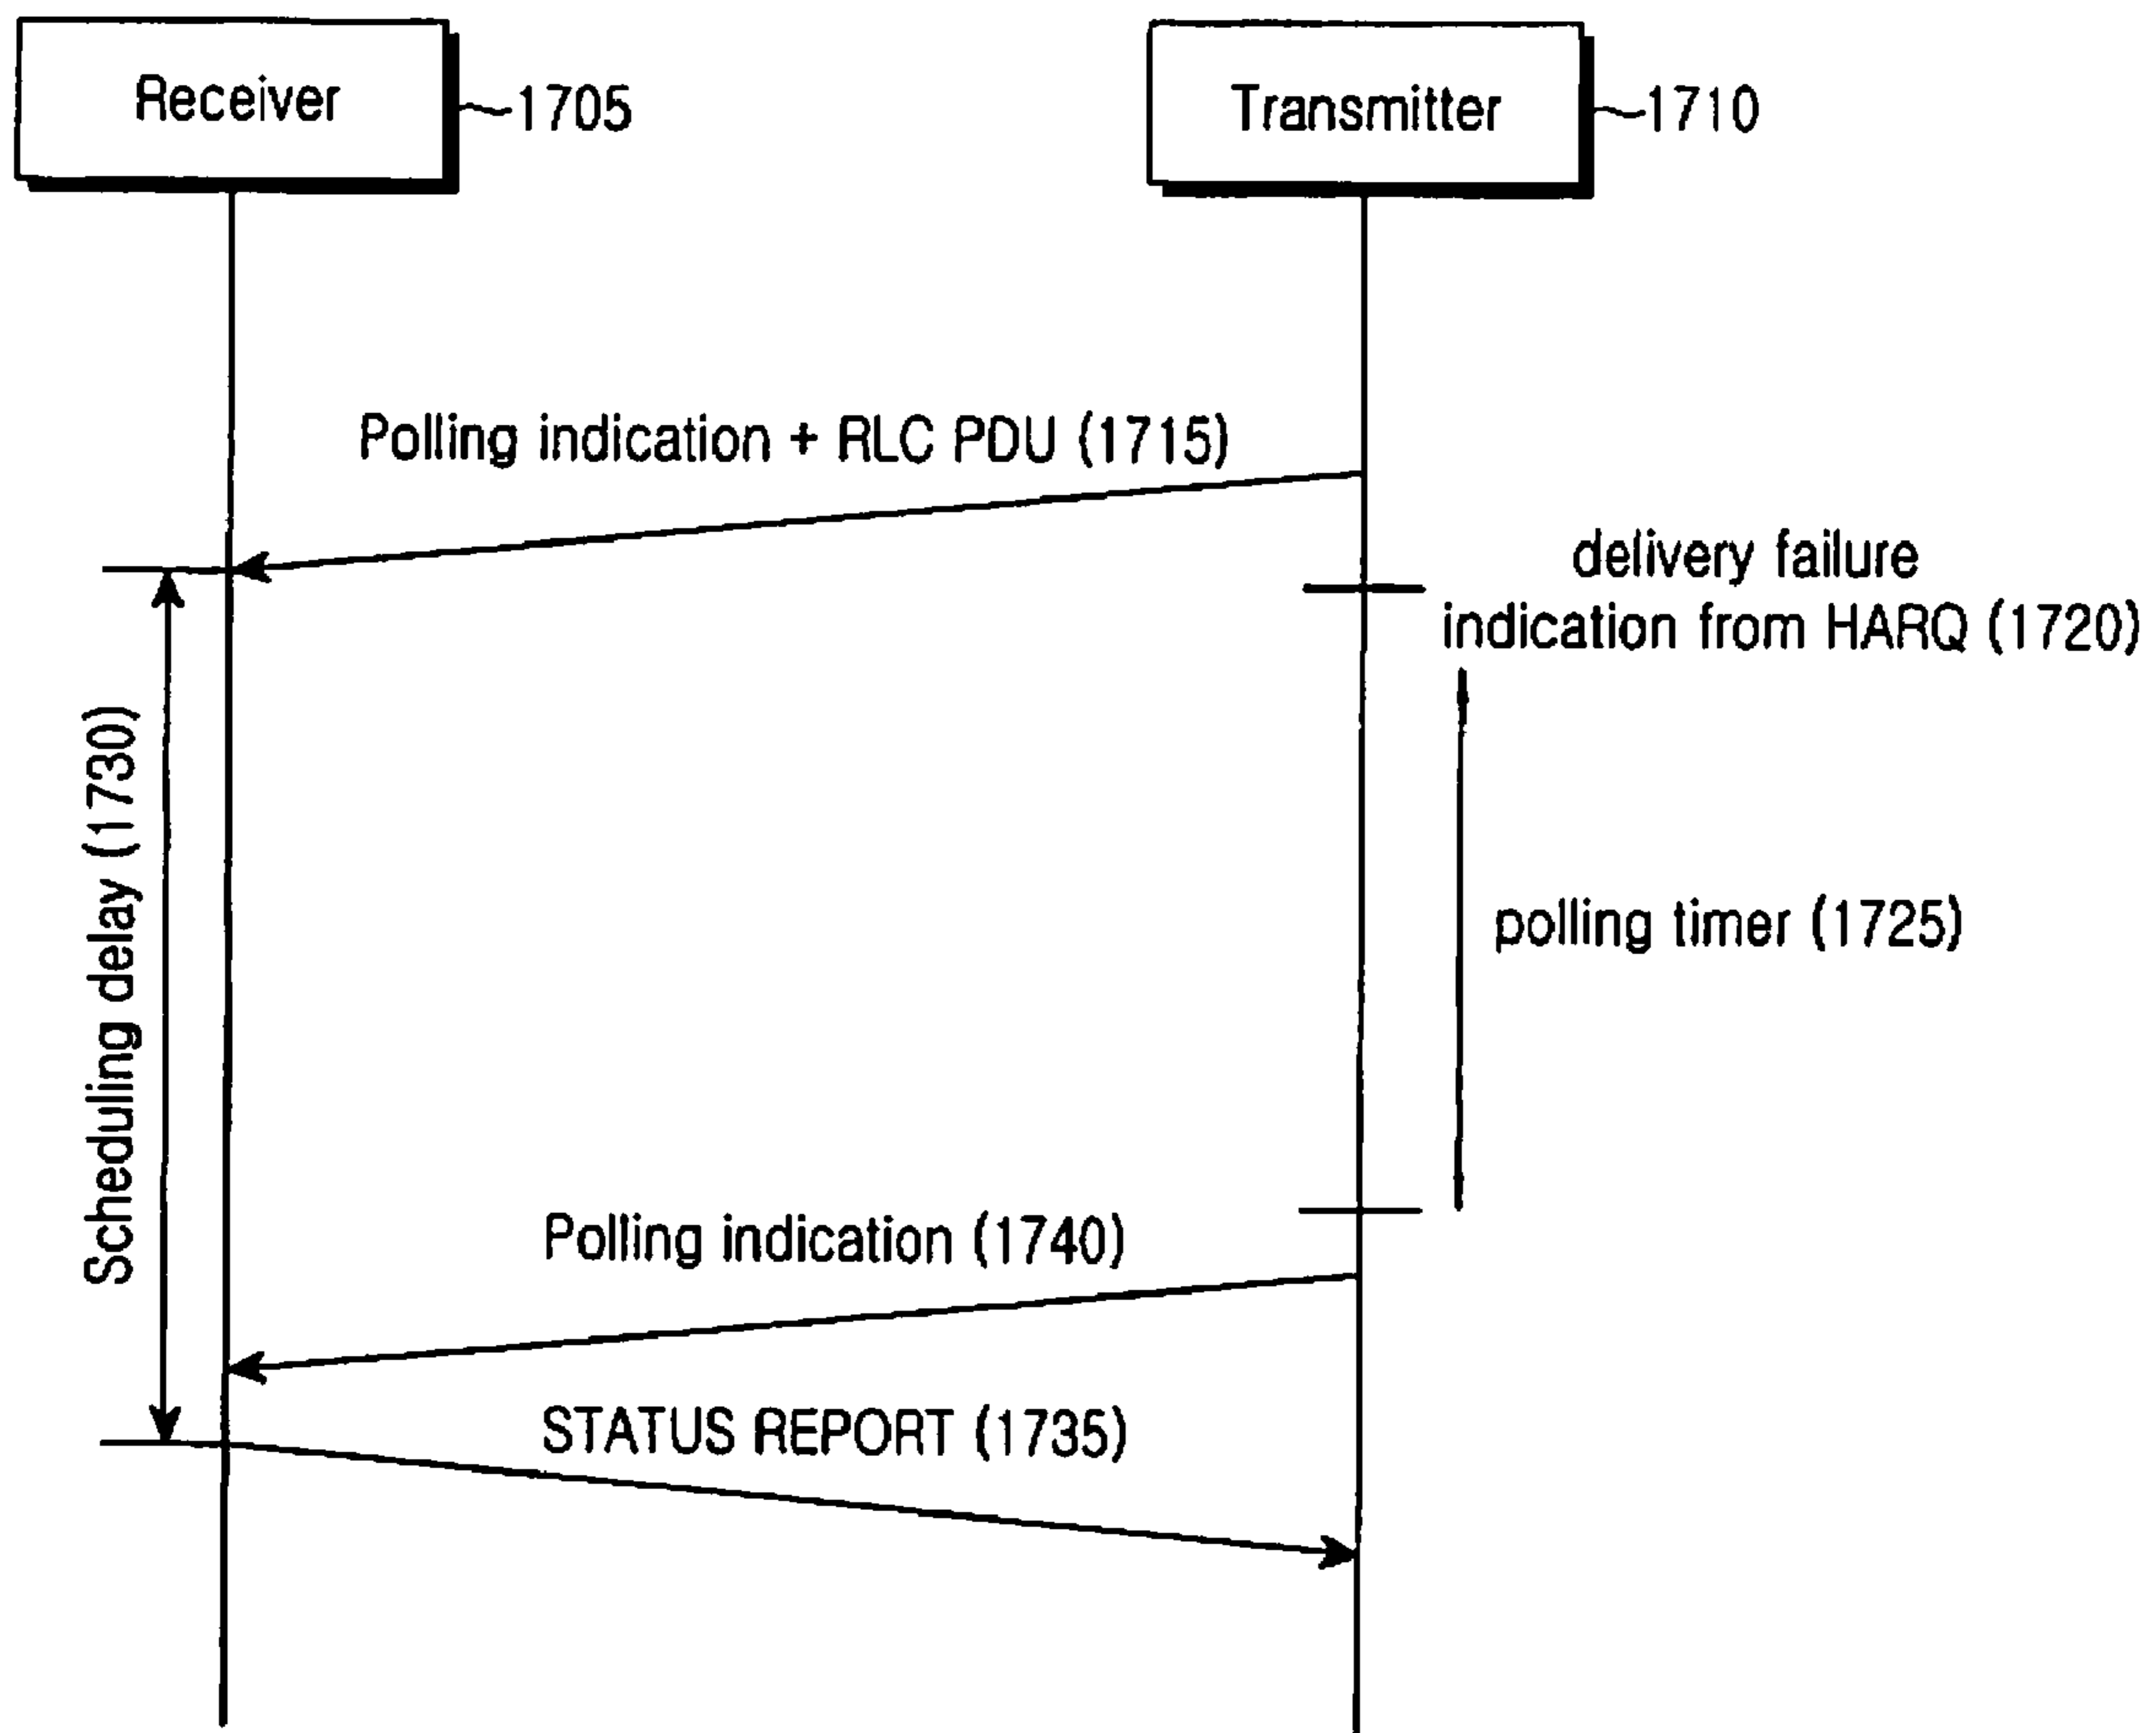 Receiver
1705
Transmitter
1710
Polling indication + RLC PDU (1715)
delivery failure
indication from HARQ (1720)
Scheduling delay (1730)
polling timer (1725)
Polling indication (1740)
STATUS REPORT (1735)